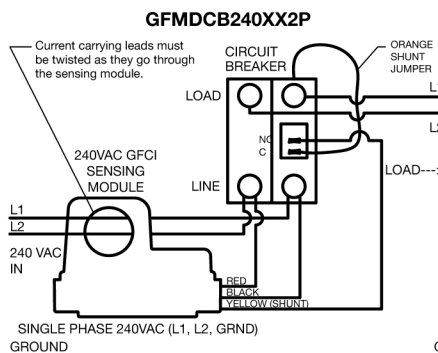 GFMDCB240XX2P
Current carrying leads must
be twisted as they go through
the sensing module.
CIRCUIT
BREAKER
ORANGE
SHUNT
JUMPER
LOAD
L1
L2
NO
C
240VAC GFCI
SENSING
MODULE
LINE
LOAD---
L1
L2
240 VAC
IN
RED
BLACK
YELLOW (SHUNT)
SINGLE PHASE 240VAC (L1, L2, GRND)
GROUND